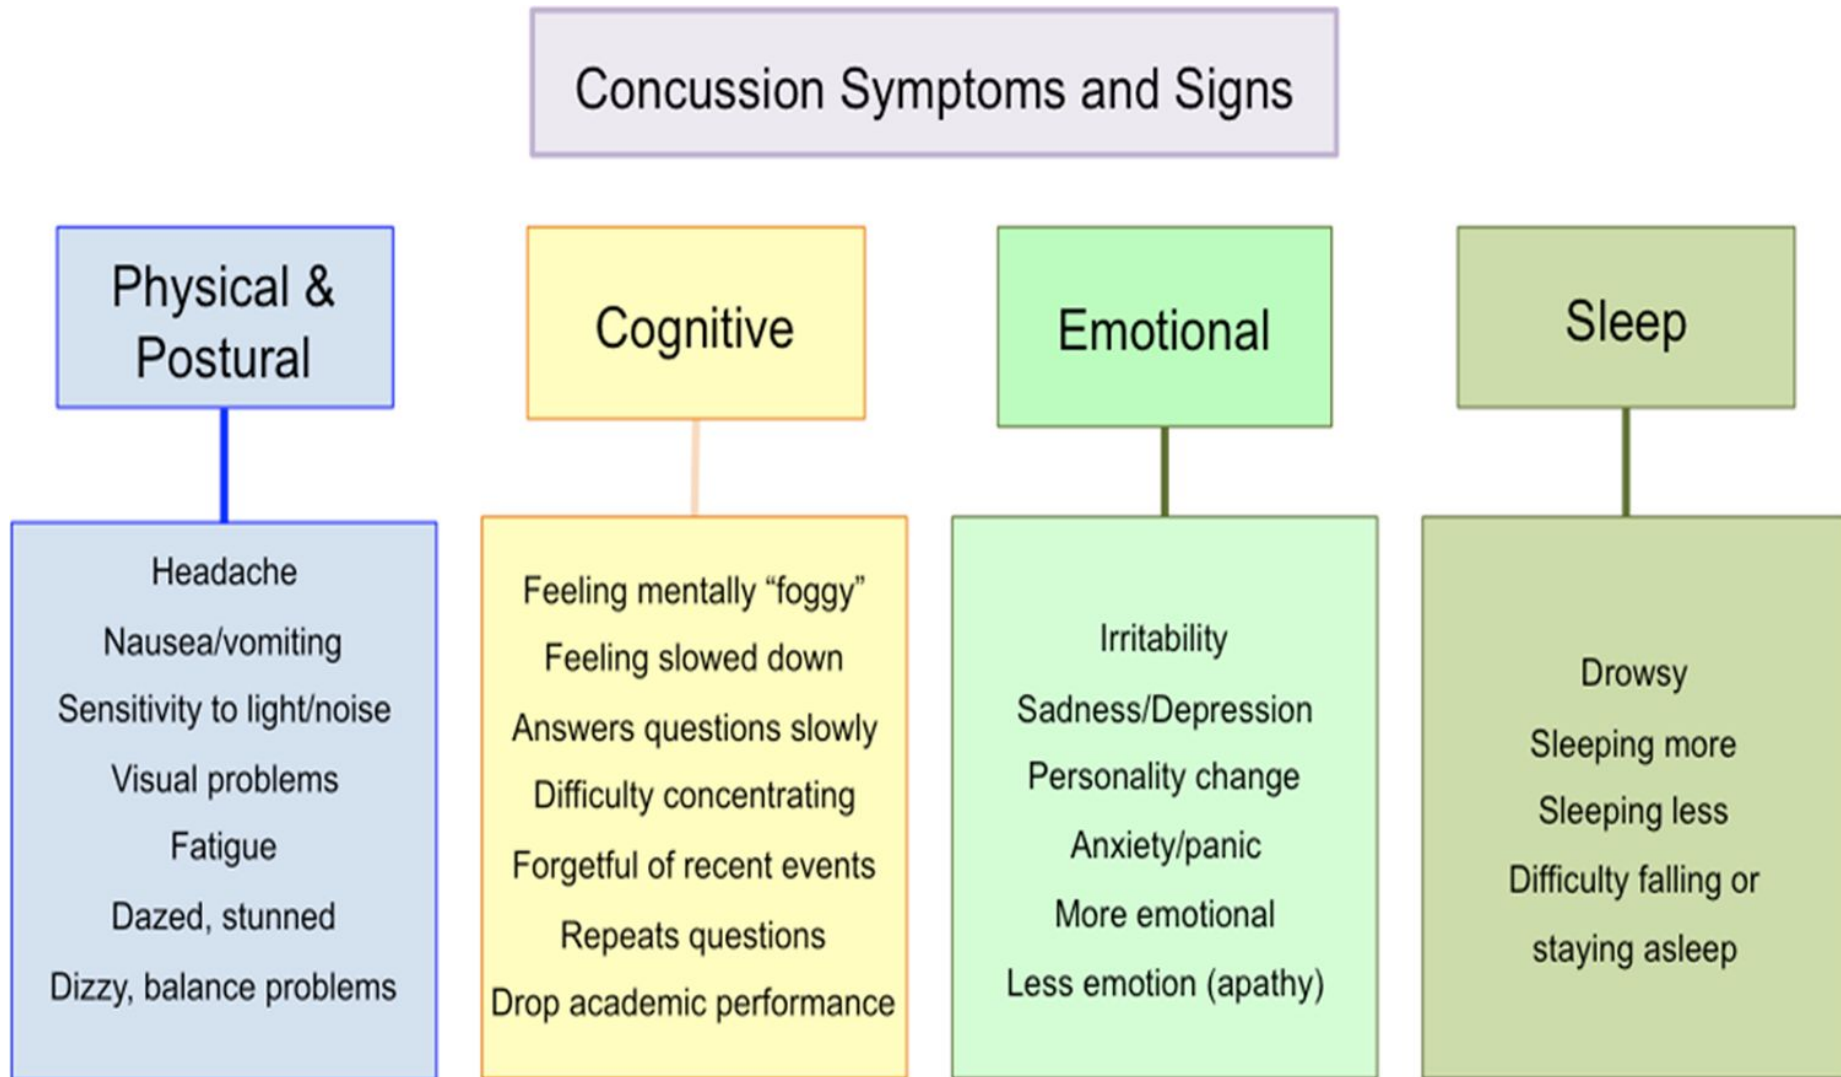 Concussion Symptoms and Signs
Physical &
Postural
Headache
Nausea/vomiting
Sensitivity to light/noise
Visual problems
Fatigue
Dazed, stunned
Dizzy, balance problems
Cognitive
Feeling mentally “foggy”
Feeling slowed down
Answers questions slowly
Difficulty concentrating
Forgetful of recent events
Repeats questions
Drop academic performance
Emotional
Irritability
Sadness/Depression
Personality change
Anxiety/panic
More emotional
Less emotion (apathy)
Sleep
Drowsy
Sleeping more
Sleeping less
Difficulty falling or
staying asleep